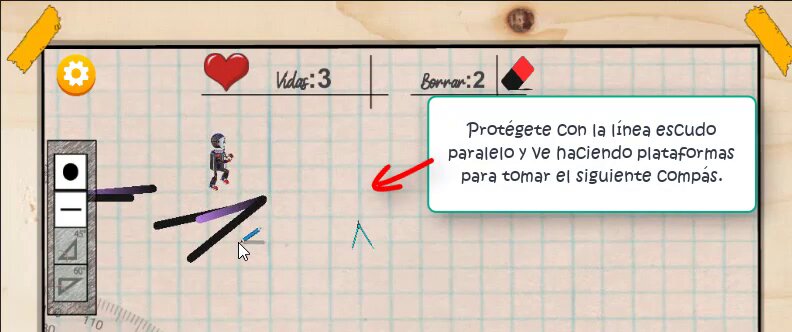 Vidas:3
Borrar:2
Protégete con la línea escudo
paralelo y ve haciendo plataformas
para tomar el siguiente compás.
45°
60°
110